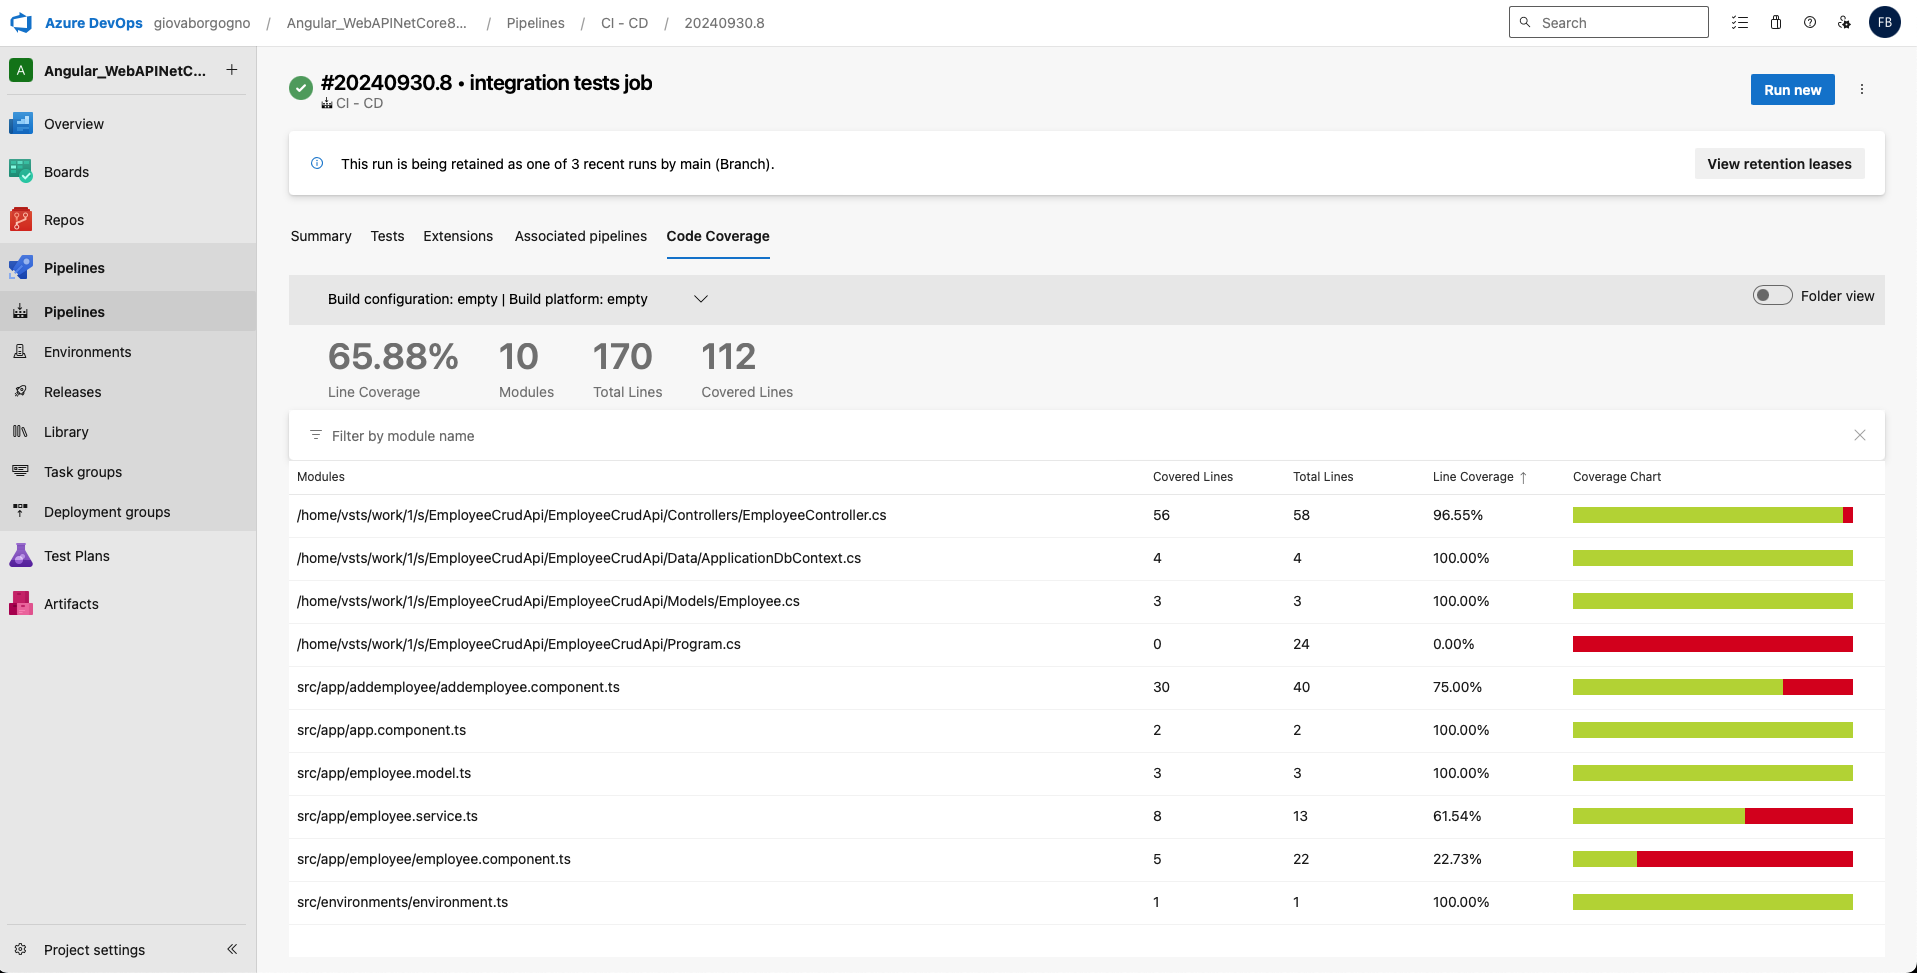 Azure DevOps giovaborgogno / Angular_WebAPINetCore8... / Pipelines / CI - CD / 20240930.8
Search
FB
A Angular_WebAPINetC... +
Overview
Boards
Repos
Pipelines
Pipelines
Environments
Releases
Library
Task groups
Deployment groups
Test Plans
Artifacts
Project settings
#20240930.8 • integration tests job
CI - CD
Run new
This run is being retained as one of 3 recent runs by main (Branch).
View retention leases
Summary Tests Extensions Associated pipelines Code Coverage
Build configuration: empty | Build platform: empty
Folder view
65.88% 10 170 112
Line Coverage Modules Total Lines Covered Lines
Filter by module name
Modules Covered Lines Total Lines Line Coverage ↑ Coverage Chart
/home/vsts/work/1/s/EmployeeCrudApi/EmployeeCrudApi/Controllers/EmployeeController.cs 56 58 96.55%
/home/vsts/work/1/s/EmployeeCrudApi/EmployeeCrudApi/Data/ApplicationDbContext.cs 4 4 100.00%
/home/vsts/work/1/s/EmployeeCrudApi/EmployeeCrudApi/Models/Employee.cs 3 3 100.00%
/home/vsts/work/1/s/EmployeeCrudApi/EmployeeCrudApi/Program.cs 0 24 0.00%
src/app/addemployee/addemployee.component.ts 30 40 75.00%
src/app/app.component.ts 2 2 100.00%
src/app/employee.model.ts 3 3 100.00%
src/app/employee.service.ts 8 13 61.54%
src/app/employee/employee.component.ts 5 22 22.73%
src/environments/environment.ts 1 1 100.00%